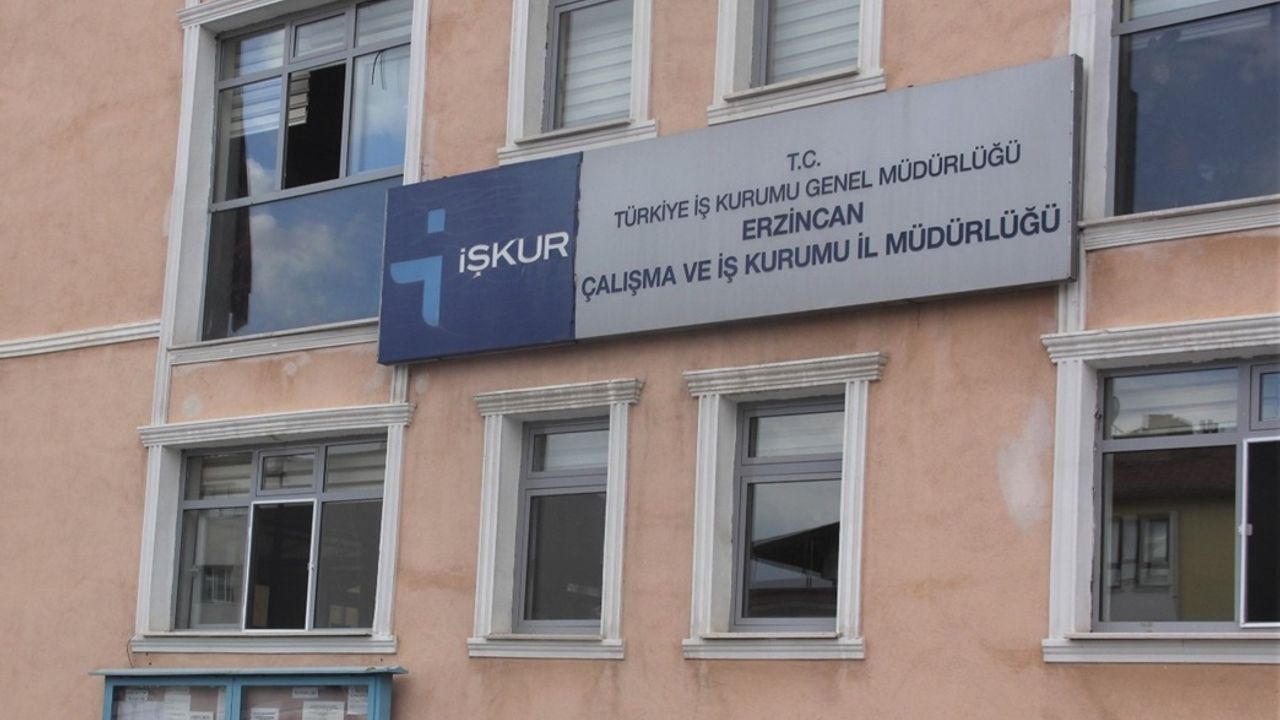 İŞKUR
T.C.
TÜRKİYE İŞ KURUMU GENEL MÜDÜRLÜĞÜ
ERZİNCAN
ÇALIŞMA VE İŞ KURUMU İL MÜDÜRLÜĞÜ